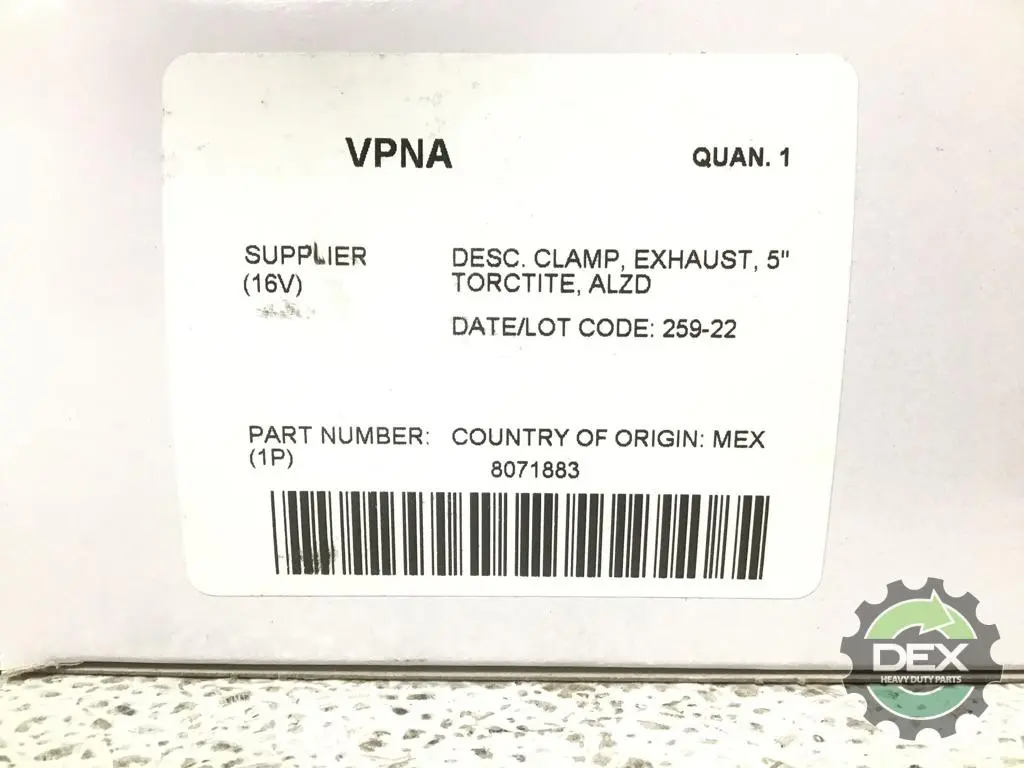 VPNA
QUAN. 1
SUPPLIER
(16V)
DESC. CLAMP, EXHAUST, 5"
TORCTITE, ALZD
DATE/LOT CODE: 259-22
PART NUMBER:
(1P)
COUNTRY OF ORIGIN: MEX
8071883
DEX
HEAVY DUTY PARTS